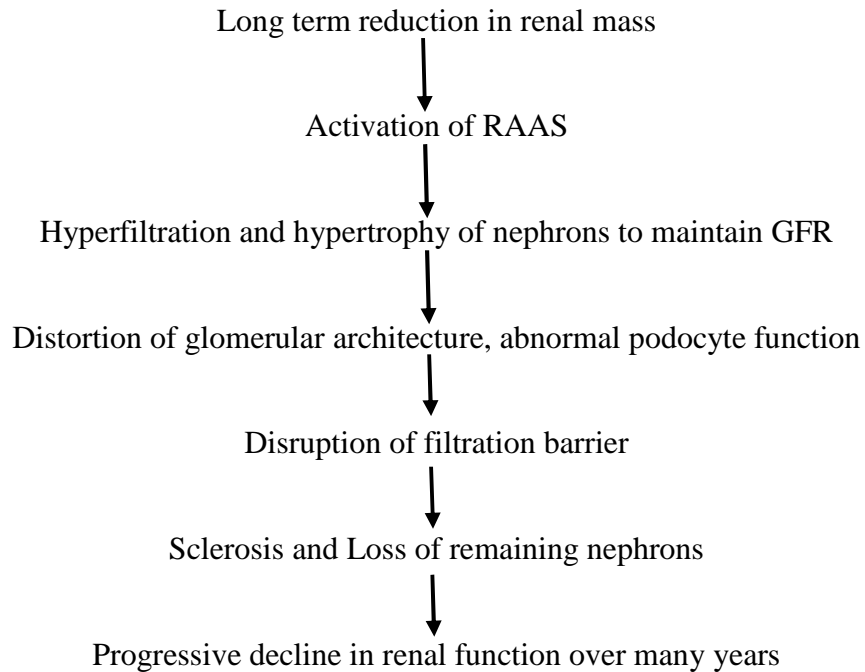 Long term reduction in renal mass
Activation of RAAS
Hyperfiltration and hypertrophy of nephrons to maintain GFR
Distortion of glomerular architecture, abnormal podocyte function
Disruption of filtration barrier
Sclerosis and Loss of remaining nephrons
Progressive decline in renal function over many years